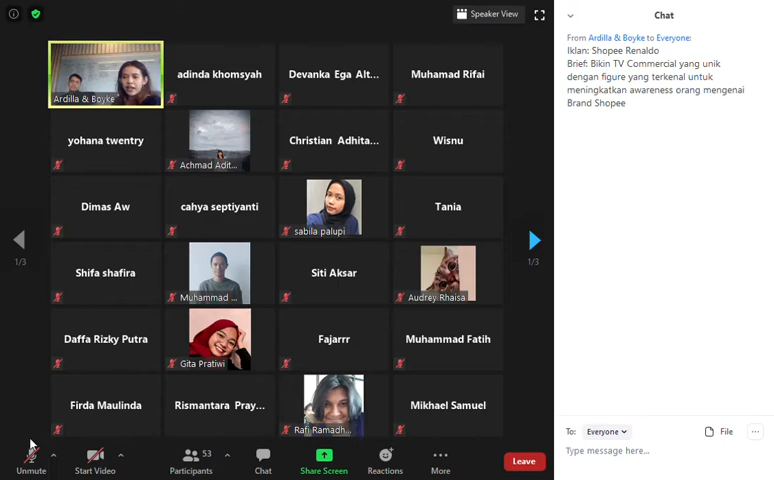 Speaker View
Ardilla & Boyke
adinda khomsyah
Devanka Ega Alt...
Muhamad Rifai
yohana twentry
Achmad Adit...
Christian Adhita...
Wisnu
Dimas Aw
cahya septiyanti
sabila palupi
Tania
1/3
1/3
Shifa shafira
Muhammad ...
Siti Aksar
Audrey Rhaisa
Daffa Rizky Putra
Gita Pratiwi
Fajarrr
Muhammad Fatih
Firda Maulinda
Rismantara Pray...
Rafi Ramadh...
Mikhael Samuel
Unmute
Start Video
53
Participants
Chat
Share Screen
Reactions
More
Leave
Chat
From Ardilla & Boyke to Everyone:
Iklan: Shopee Renaldo
Brief: Bikin TV Commercial yang unik
dengan figure yang terkenal untuk
meningkatkan awareness orang mengenai
Brand Shopee
To: Everyone
File
Type message here...